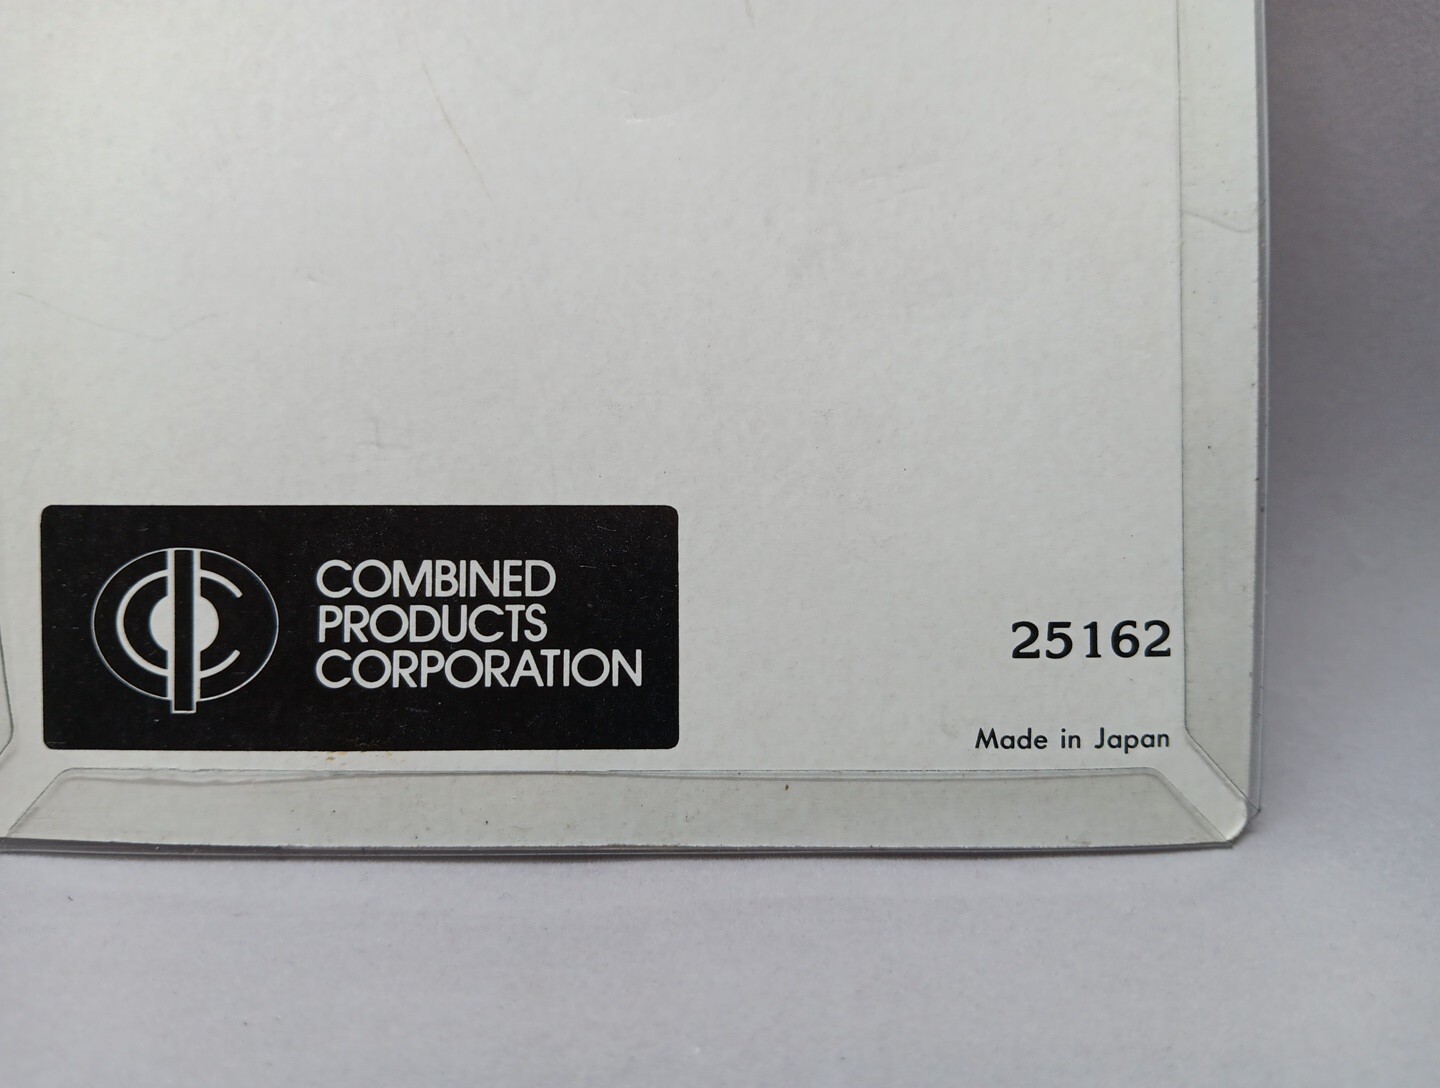 COMBINED
PRODUCTS
CORPORATION
25162
Made in Japan